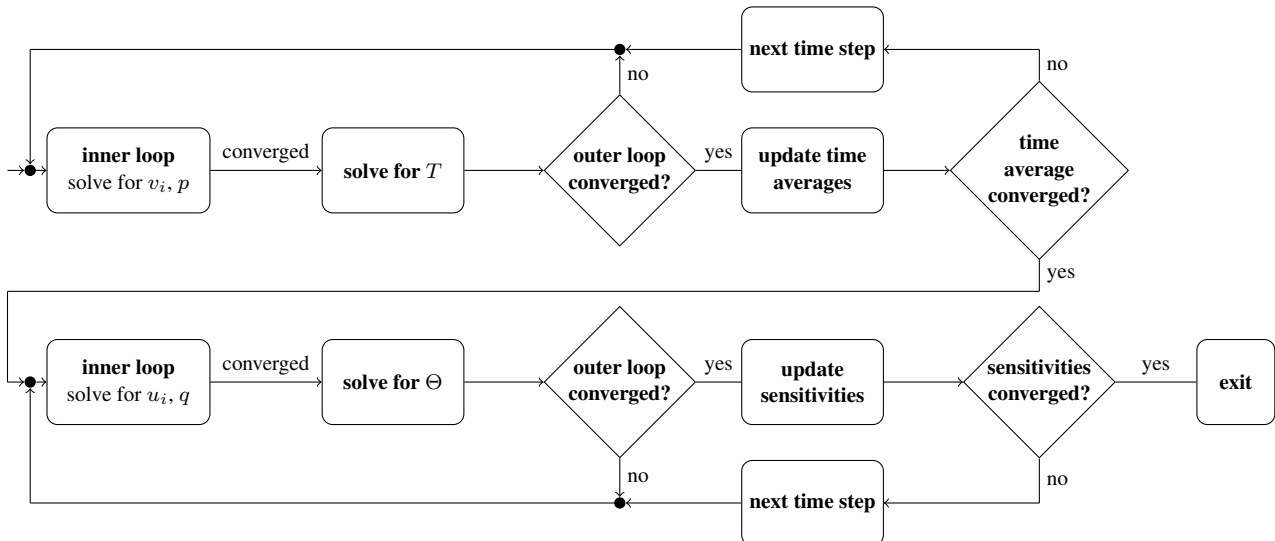 next time step
no
no
inner loop
solve for vᵢ, p
converged
solve for T
outer loop
converged?
yes
update time
averages
time
average
converged?
yes
inner loop
solve for uᵢ, q
converged
solve for Θ
outer loop
converged?
yes
update
sensitivities
sensitivities
converged?
yes
exit
no
no
next time step